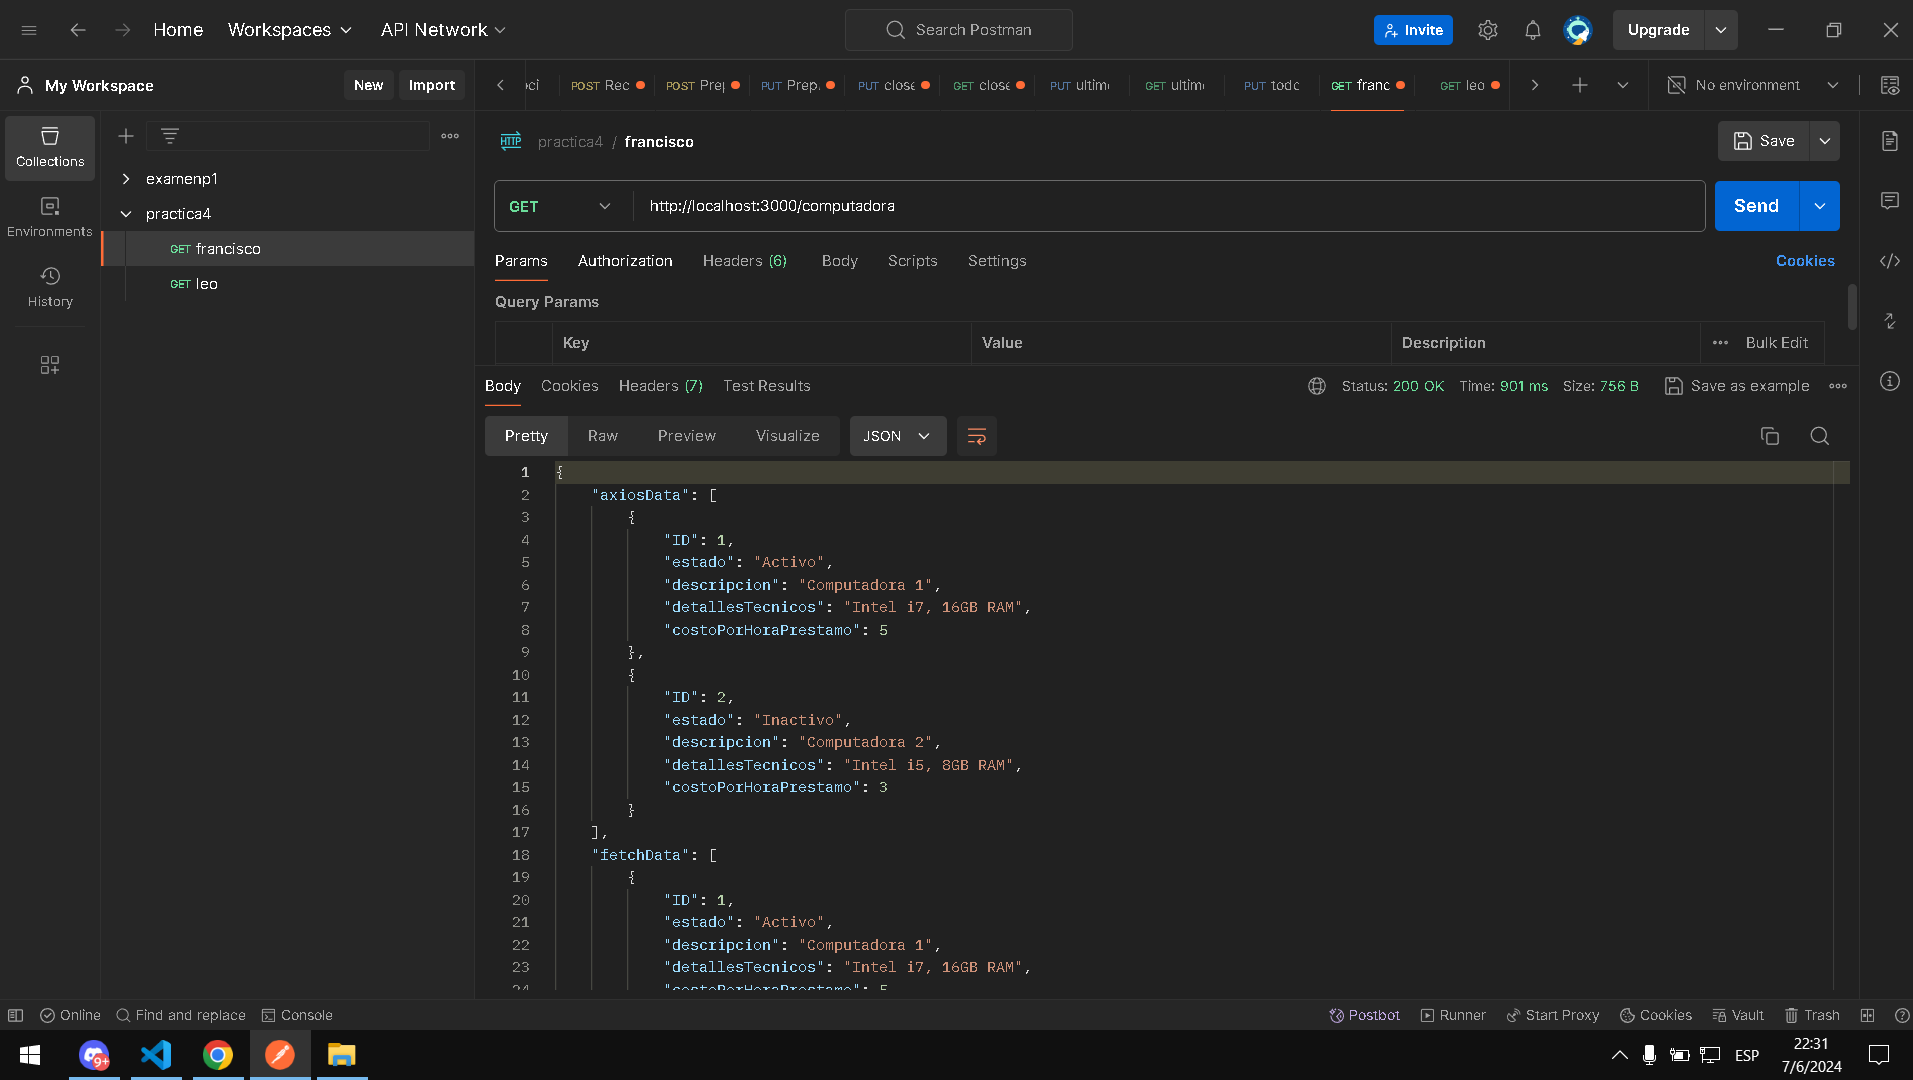 Home Workspaces API Network Search Postman Invite Upgrade
My Workspace New Import
POST Rec POST PUT Prep. PUT close GET close PUT ultim GET ultim PUT todo GET franc GET leo No environment
Collections
Environments
History
examenp1
practica4
GET francisco
GET leo
HTTP practica4 / francisco Save
GET http://localhost:3000/computadora Send
Params Authorization Headers (6) Body Scripts Settings Cookies
Query Params
Key Value Description Bulk Edit
Body Cookies Headers (7) Test Results Status: 200 OK Time: 901 ms Size: 756 B Save as example
Pretty Raw Preview Visualize JSON
1 {
2 "axiosData": [
3 {
4 "ID": 1,
5 "estado": "Activo",
6 "descripcion": "Computadora 1",
7 "detallesTecnicos": "Intel i7, 16GB RAM",
8 "costoPorHoraPrestamo": 5
9 },
10 {
11 "ID": 2,
12 "estado": "Inactivo",
13 "descripcion": "Computadora 2",
14 "detallesTecnicos": "Intel i5, 8GB RAM",
15 "costoPorHoraPrestamo": 3
16 }
17 ],
18 "fetchData": [
19 {
20 "ID": 1,
21 "estado": "Activo",
22 "descripcion": "Computadora 1",
23 "detallesTecnicos": "Intel i7, 16GB RAM",
24 "costoPorHoraPrestamo": 5
Online Find and replace Console Postbot Runner Start Proxy Cookies Vault Trash
9+ ESP 22:31
7/6/2024